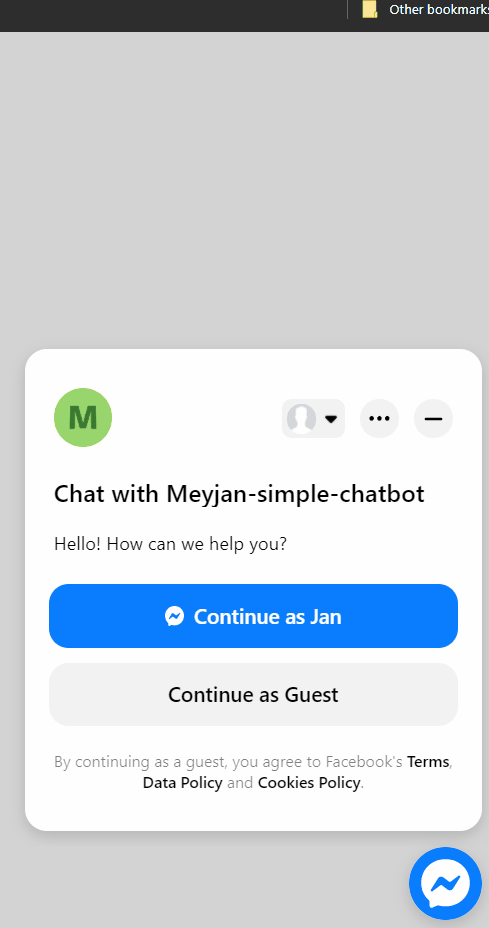 Other bookmarks
M
Chat with Meyjan-simple-chatbot
Hello! How can we help you?
Continue as Jan
Continue as Guest
By continuing as a guest, you agree to Facebook's Terms,
Data Policy and Cookies Policy.